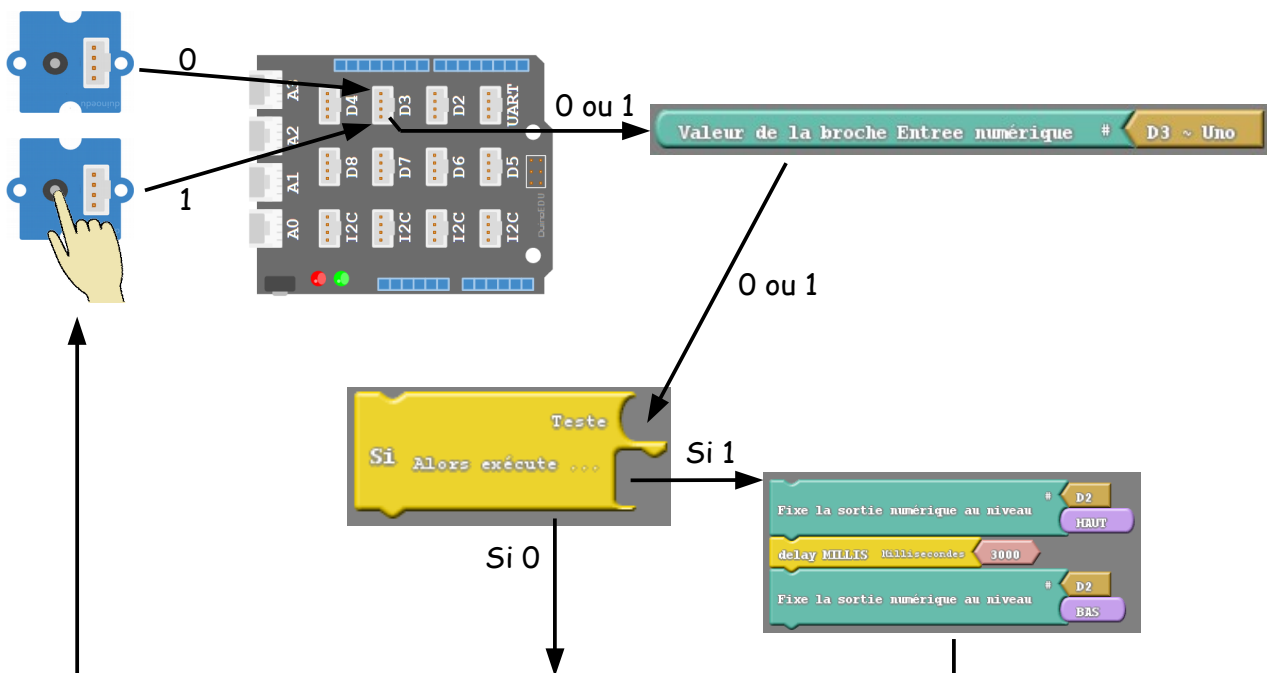 0
1
A3
A2
A1
A0
D4
D3
D2
UART
D8
D7
D6
D5
I2C
I2C
I2C
I2C
DuinoEDU
0 ou 1
Valeur de la broche Entree numérique # D3 ~ Uno
0 ou 1
Teste
Si
Alors exécute ...
Si 1
Si 0
# D2
Fixe la sortie numérique au niveau
HAUT
delay MILLIS Millisecondes 3000
# D2
Fixe la sortie numérique au niveau
BAS